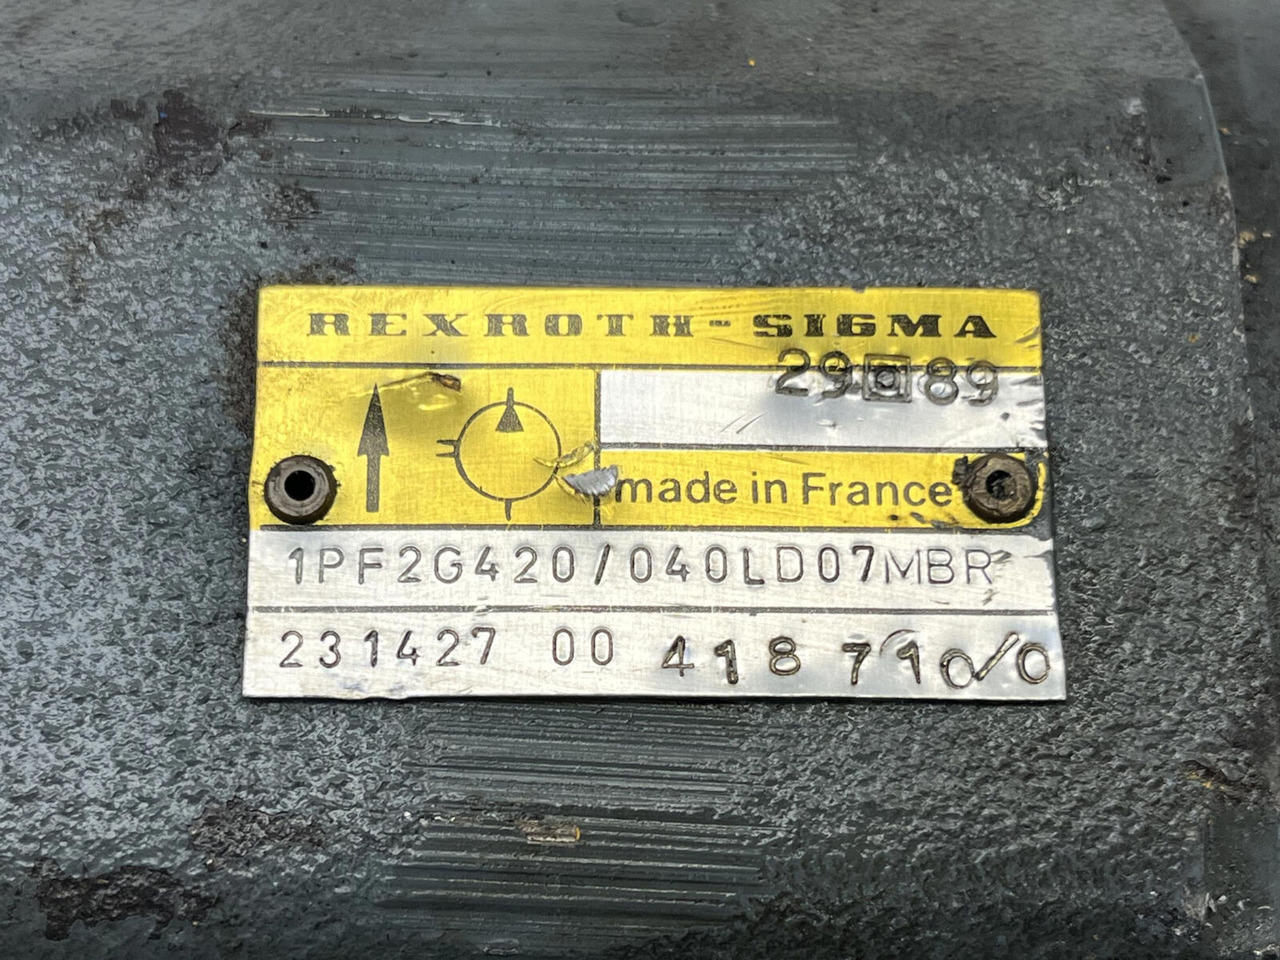 REXROTH-SIGMA
29 89
made in France
1PF2G420/040LD07MBR
231427 00 418 710/0